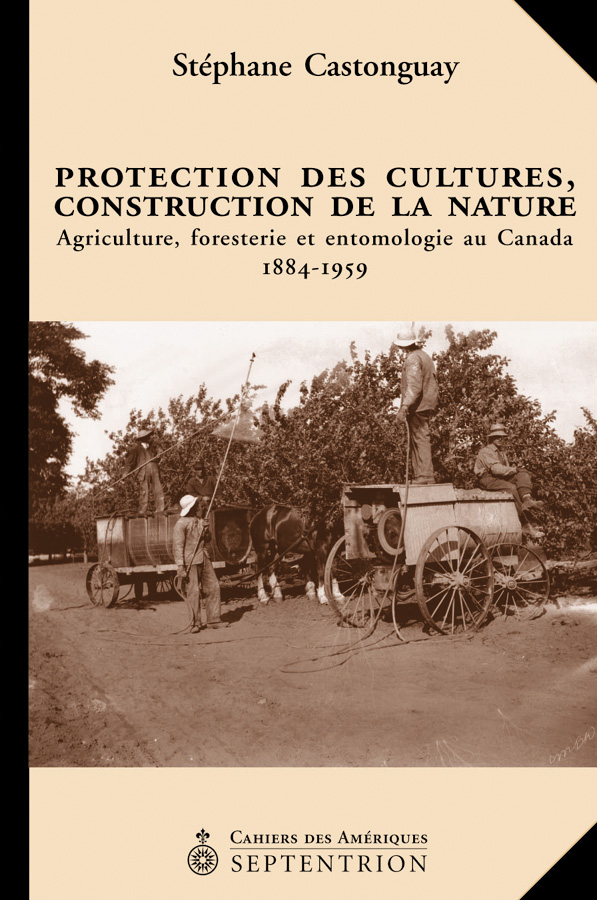 Stéphane Castonguay
PROTECTION DES CULTURES,
CONSTRUCTION DE LA NATURE
Agriculture, foresterie et entomologie au Canada
1884-1959
CAHIERS DES AMÉRIQUES
SEPTENTRION